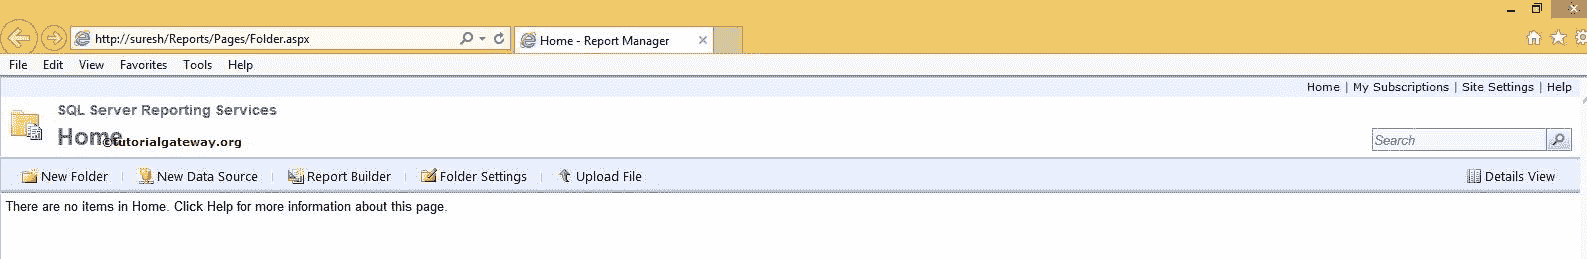 http://suresh/Reports/Pages/Folder.aspx
Home - Report Manager
File Edit View Favorites Tools Help
Home | My Subscriptions | Site Settings | Help
SQL Server Reporting Services
Home
©tutorialgateway.org
Search
New Folder New Data Source Report Builder Folder Settings Upload File Details View
There are no items in Home. Click Help for more information about this page.